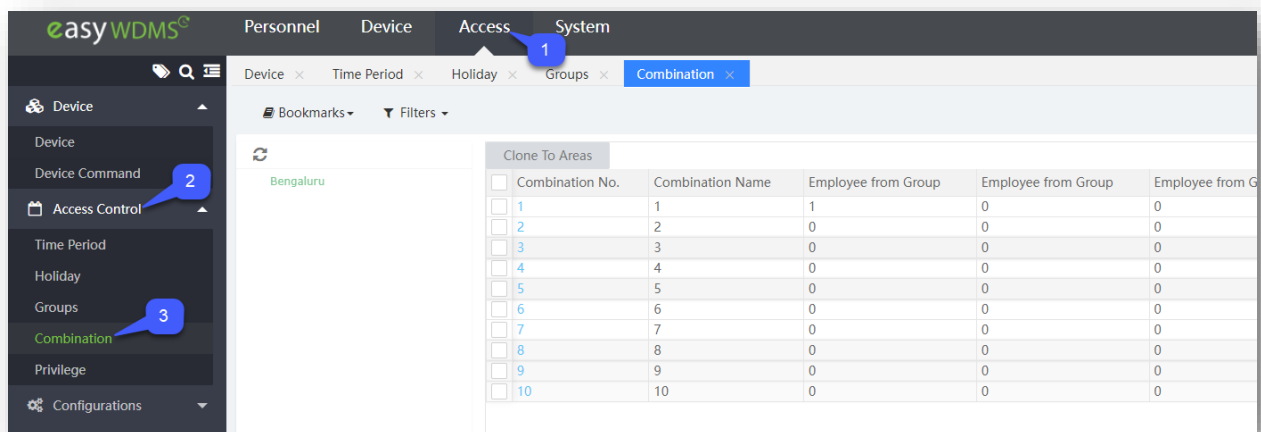 easy WDMS
Personnel Device Access System
1
Device × Time Period × Holiday × Groups × Combination ×
Device
Bookmarks Filters
Device
Device Command
2
Access Control
Time Period
Holiday
Groups
3
Combination
Privilege
Configurations
Bengaluru
Clone To Areas
Combination No. Combination Name Employee from Group Employee from Group Employee from G
1 1 1 0 0
2 2 0 0 0
3 3 0 0 0
4 4 0 0 0
5 5 0 0 0
6 6 0 0 0
7 7 0 0 0
8 8 0 0 0
9 9 0 0 0
10 10 0 0 0